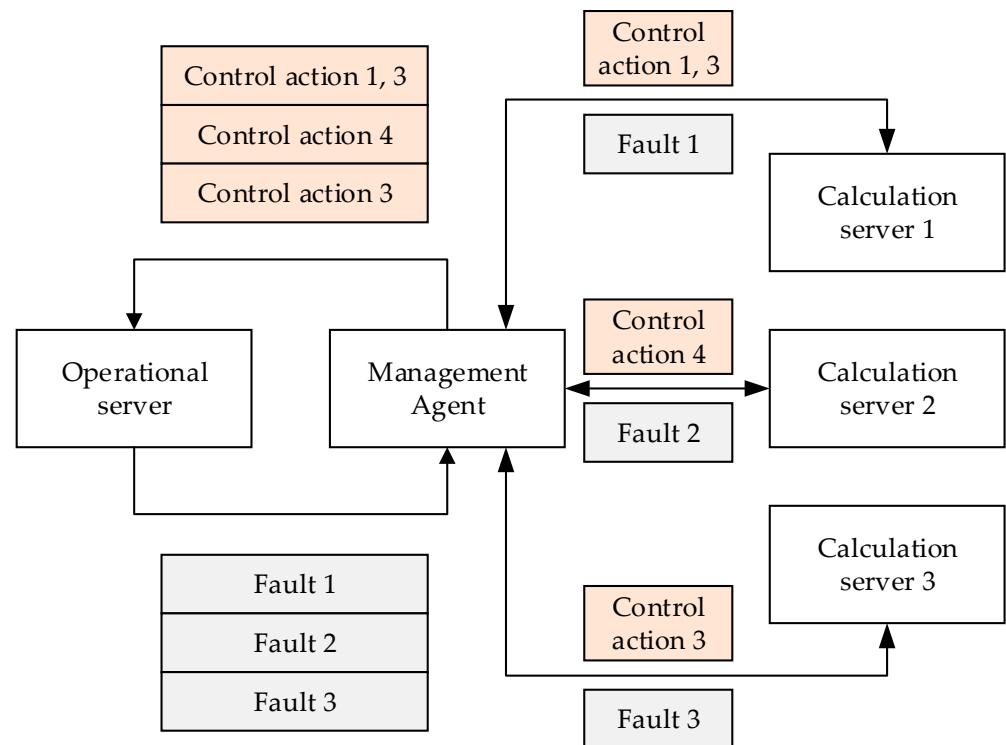 Control action 1, 3
Control action 4
Control action 3
Control
action 1, 3
Fault 1
Calculation
server 1
Operational
server
Management
Agent
Control
action 4
Fault 2
Calculation
server 2
Fault 1
Fault 2
Fault 3
Control
action 3
Fault 3
Calculation
server 3